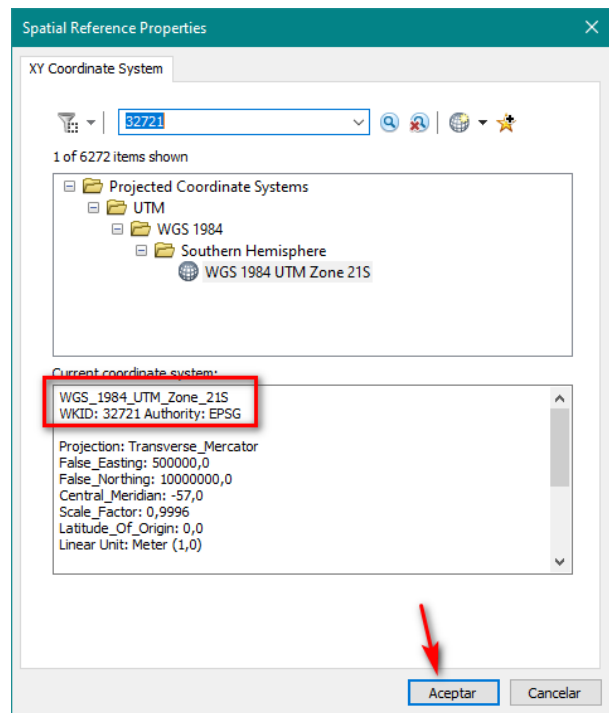 Spatial Reference Properties
XY Coordinate System
32721
1 of 6272 items shown
Projected Coordinate Systems
UTM
WGS 1984
Southern Hemisphere
WGS 1984 UTM Zone 21S
Current coordinate system:
WGS_1984_UTM_Zone_21S
WKID: 32721 Authority: EPSG
Projection: Transverse_Mercator
False_Easting: 500000,0
False_Northing: 10000000,0
Central_Meridian: -57,0
Scale_Factor: 0,9996
Latitude_Of_Origin: 0,0
Linear Unit: Meter (1,0)
Aceptar Cancelar